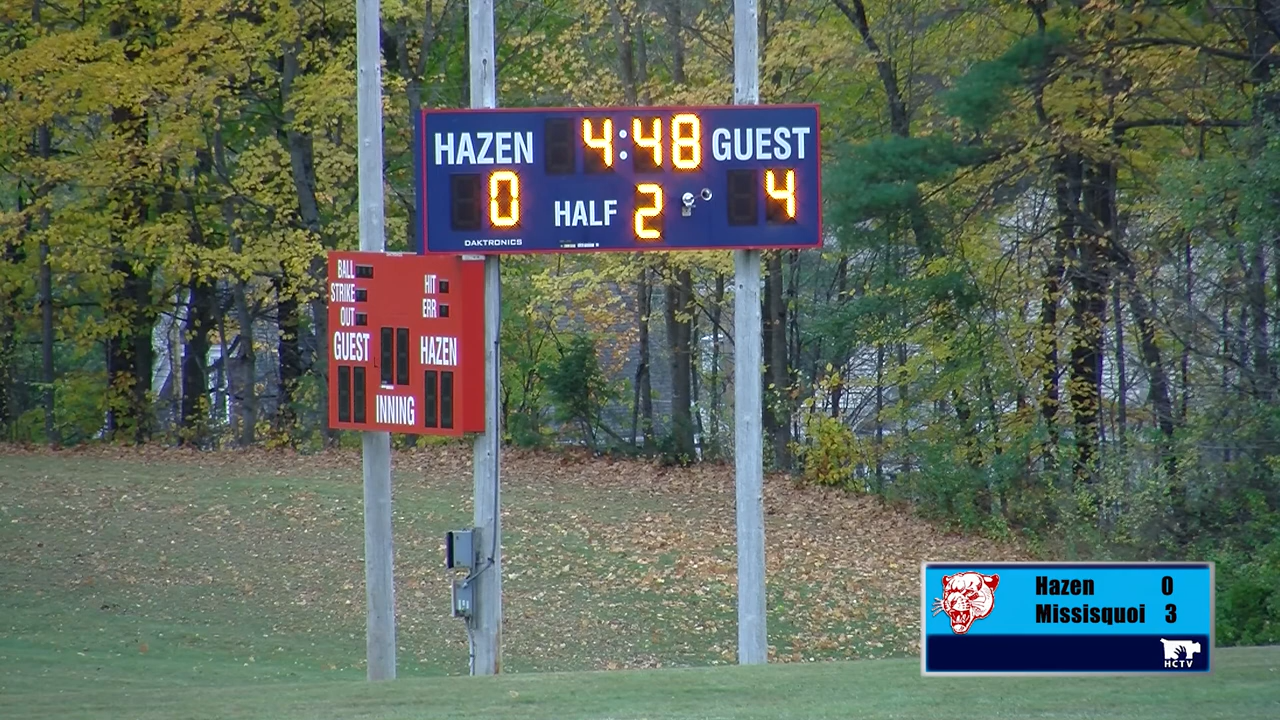 HAZEN 4:48 GUEST
0 HALF 2 4
DAKTRONICS
BALL HIT
STRIKE ERR
OUT
GUEST HAZEN
INNING
Hazen 0
Missisquoi 3
HCTV